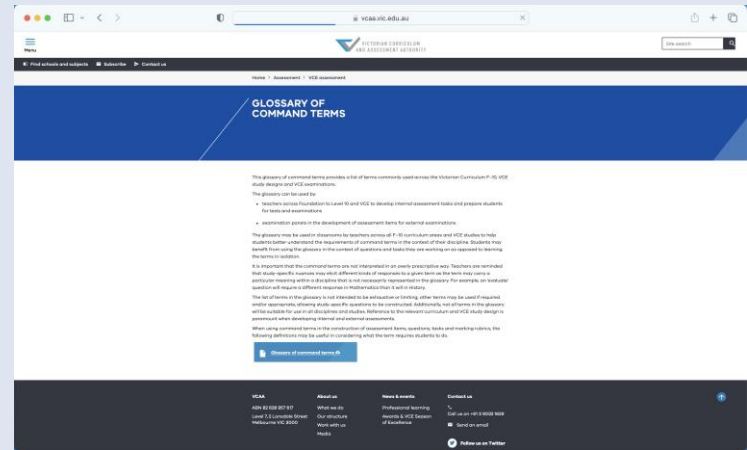 vcaa.vic.edu.au
Menu
VICTORIAN CURRICULUM
AND ASSESSMENT AUTHORITY
Site search
Find schools and subjects Subscribe Contact us
Home > Assessment > VCE assessment
GLOSSARY OF
COMMAND TERMS
This glossary of command terms provides a list of terms commonly used across the Victorian Curriculum F-10, VCE
study designs and VCE examinations.
The glossary can be used by:
• teachers across Foundation to Level 10 and VCE to develop internal assessment tasks and prepare students
for tests and examinations
• examination panels in the development of assessment items for external examinations.
The glossary may be used in classrooms by teachers across all F-10 curriculum areas and VCE studies to help
students better understand the requirements of command terms in the context of their discipline. Students may
benefit from using the glossary in the context of questions and tasks they are working on as opposed to learning
the terms in isolation.
It is important that the command terms are not interpreted in an overly prescriptive way. Teachers are reminded
that study-specific nuances may elicit different kinds of responses to a given term as the term may carry a
particular meaning within a discipline that is not necessarily represented in the glossary. For example, an 'evaluate'
question will require a different response in Mathematics than it will in History.
The list of terms in the glossary is not intended to be exhaustive or limiting, other terms may be used if required
and/or appropriate, allowing study-specific questions to be constructed. Additionally, not all terms in the glossary
will be suitable for use in all disciplines and studies. Reference to the relevant curriculum and VCE study design is
paramount when developing internal and external assessments.
When using command terms in the construction of assessment items, questions, tasks and marking rubrics, the
following definitions may be useful in considering what the term requires students to do.
Glossary of command terms
VCAA About us News & events Contact us
ABN 82 628 957 617 What we do Professional learning
Call us on +61 3 9032 1629
Level 7, 2 Lonsdale Street Our structure Awards & VCE Season
Melbourne VIC 3000 Work with us of Excellence Send an email
Media
Follow us on Twitter